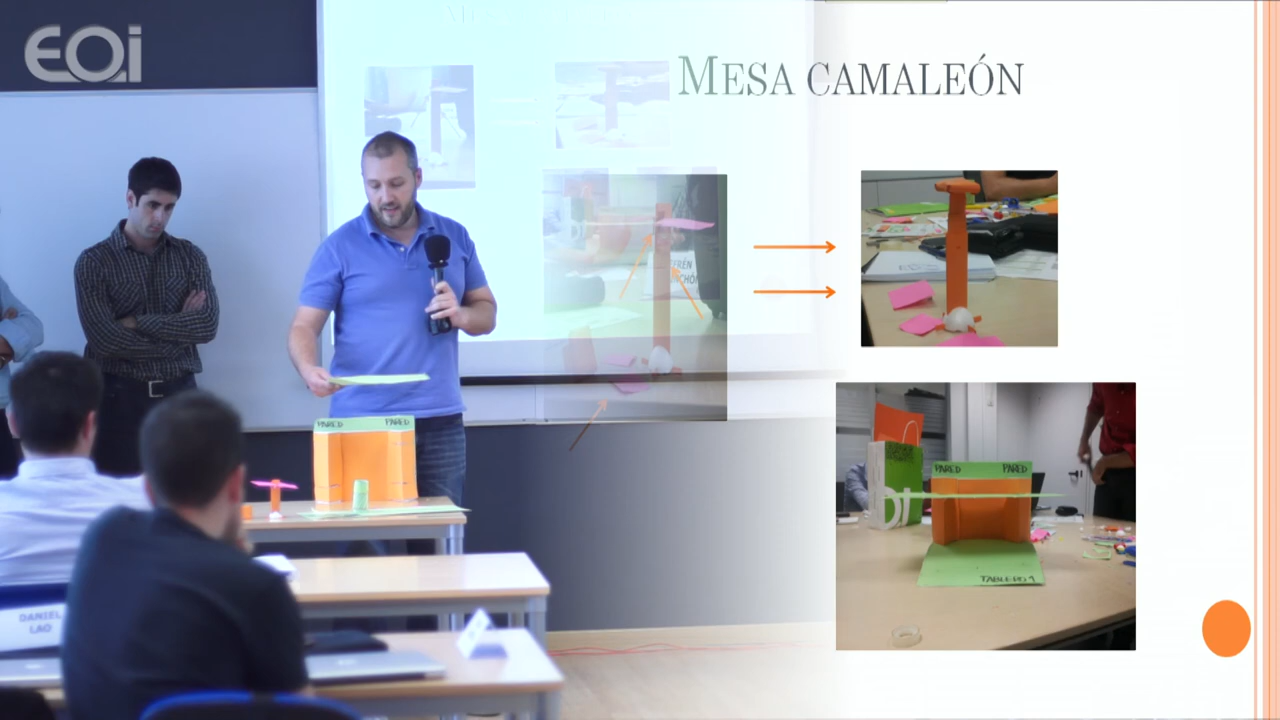 EOi
MESA CAMALEÓN
PARED PARED
DANIEL
LAO
PARED PARED
TABLERO 1